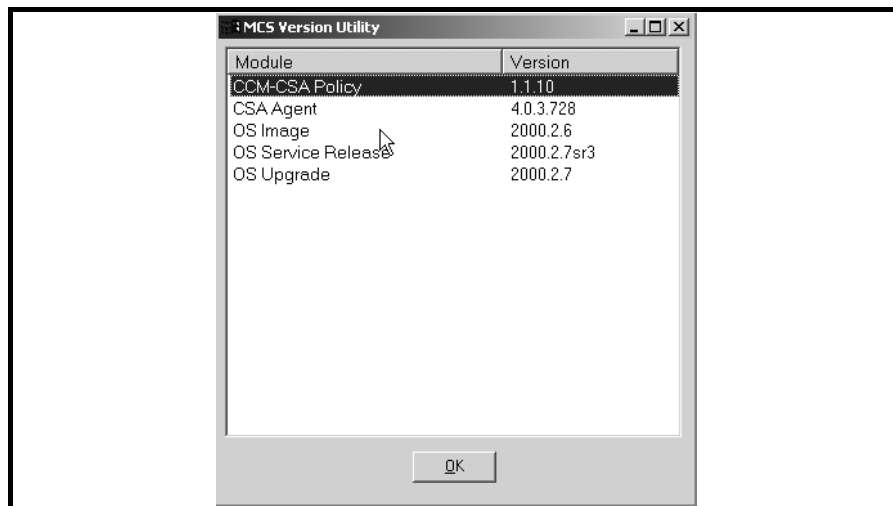 MCS Version Utility
Module Version
CCM-CSA Policy 1.1.10
CSA Agent 4.0.3.728
OS Image 2000.2.6
OS Service Release 2000.2.7sr3
OS Upgrade 2000.2.7
OK